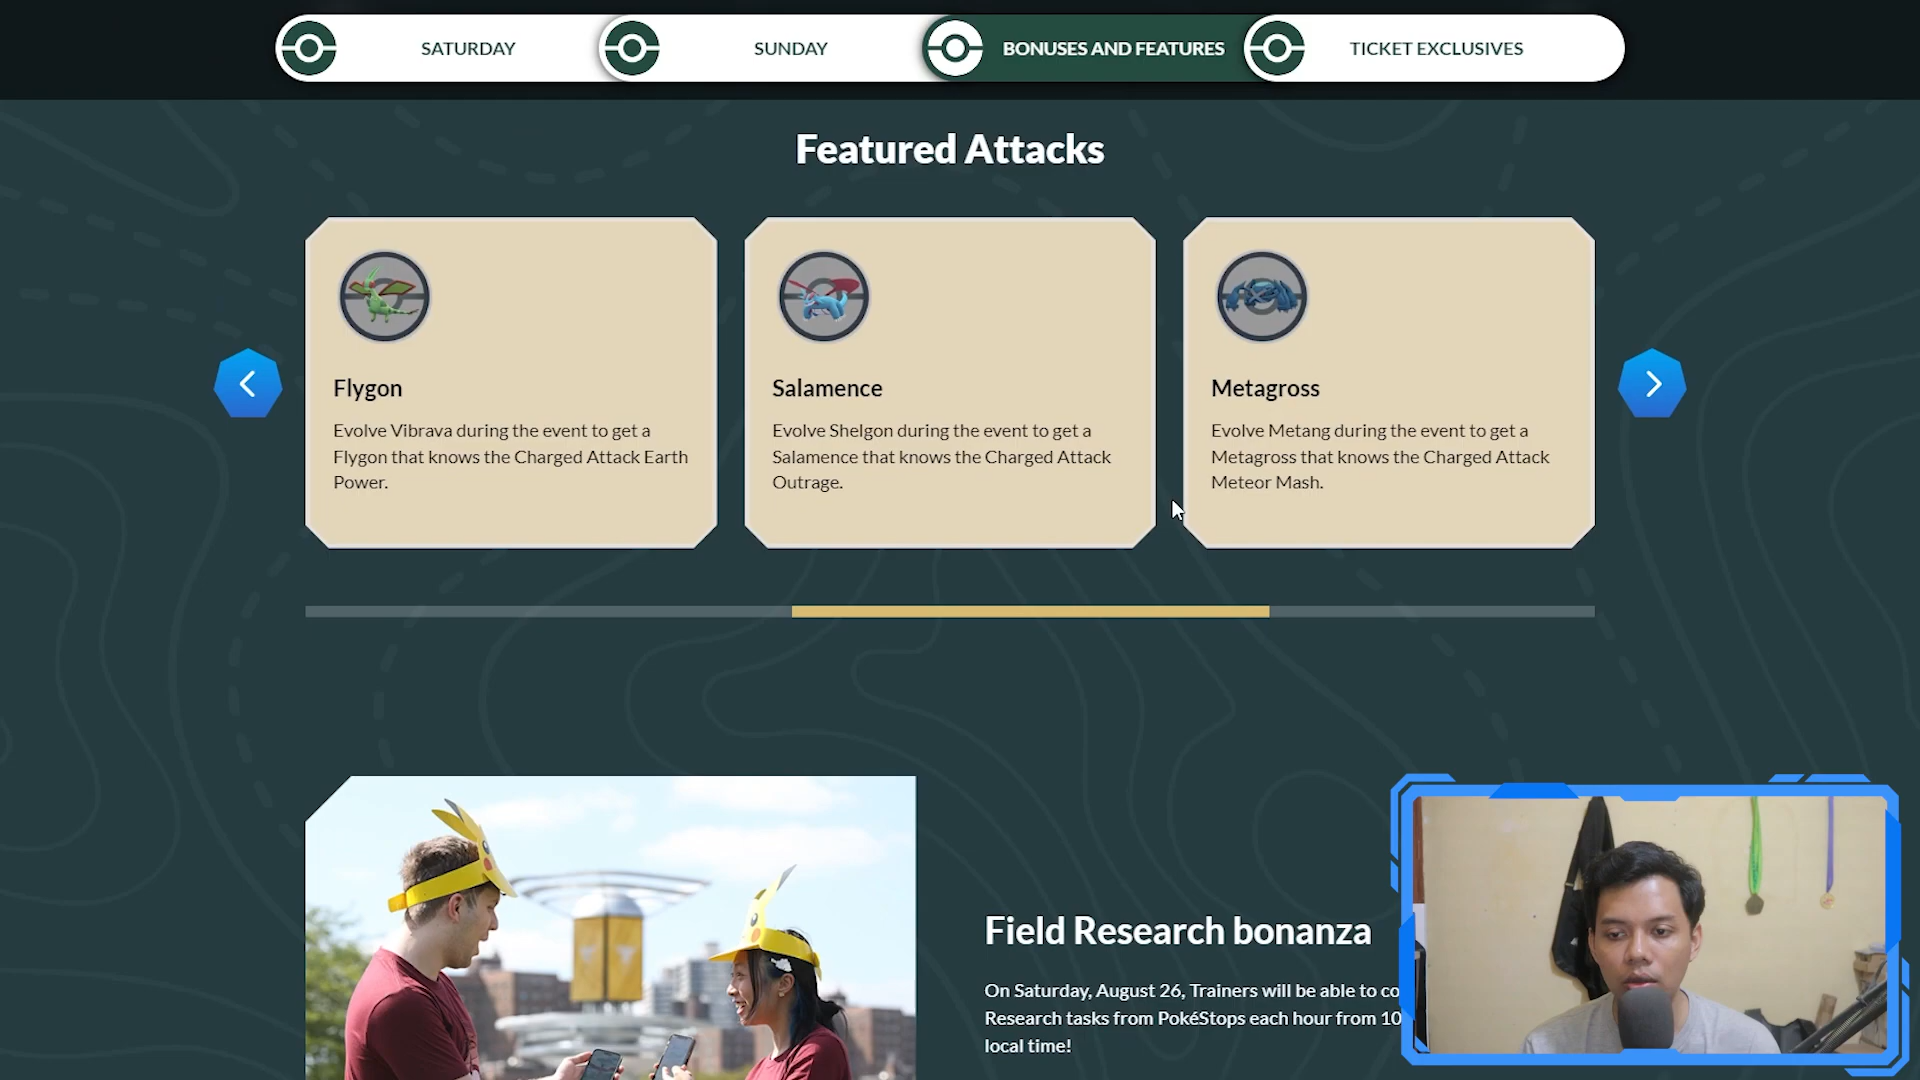 SATURDAY
SUNDAY
BONUSES AND FEATURES
TICKET EXCLUSIVES
Featured Attacks
Flygon
Evolve Vibrava during the event to get a
Flygon that knows the Charged Attack Earth
Power.
Salamence
Evolve Shelgon during the event to get a
Salamence that knows the Charged Attack
Outrage.
Metagross
Evolve Metang during the event to get a
Metagross that knows the Charged Attack
Meteor Mash.
Field Research bonanza
On Saturday, August 26, Trainers will be able to co
Research tasks from PokéStops each hour from 10
local time!